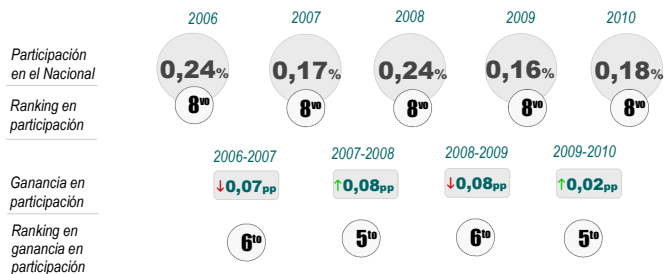 2006 2007 2008 2009 2010
Participación
en el Nacional
0,24% 0,17% 0,24% 0,16% 0,18%
Ranking en
participación
8vo 8vo 8vo 8vo 8vo
2006-2007 2007-2008 2008-2009 2009-2010
Ganancia en
participación
↓0,07pp ↑0,08pp ↓0,08pp ↑0,02pp
Ranking en
ganancia en
participación
6to 5to 6to 5to